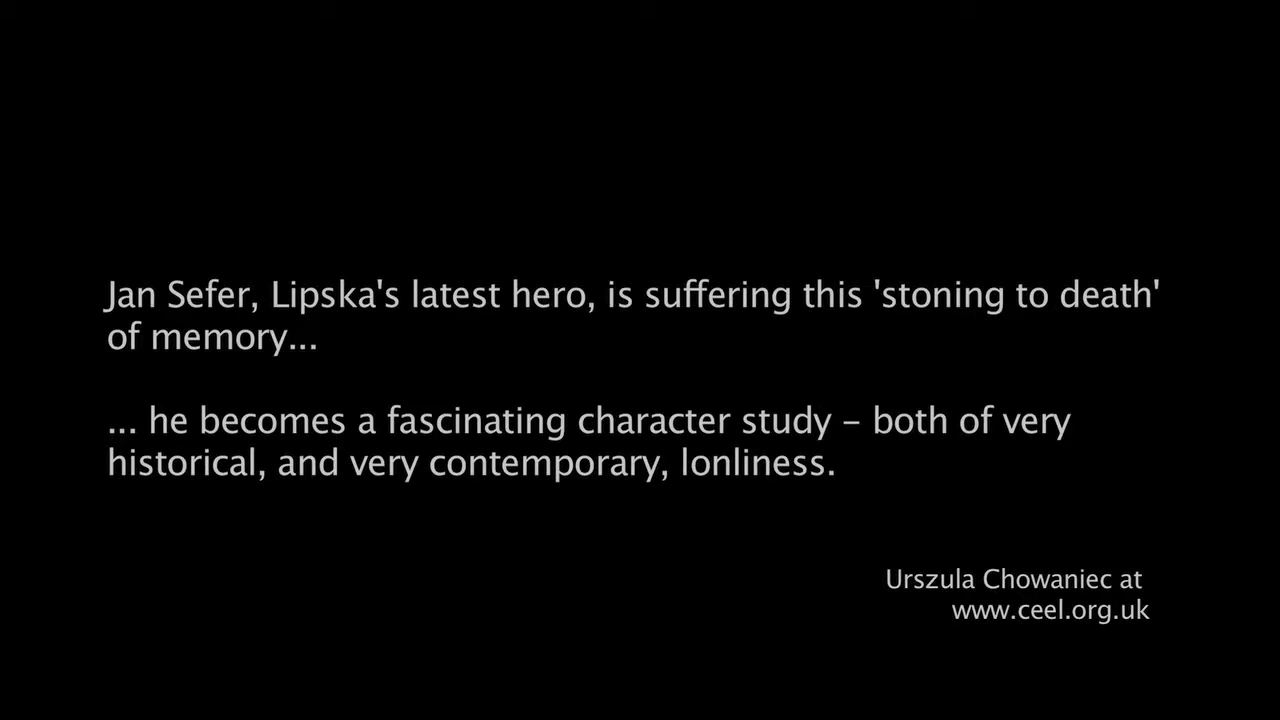 Jan Sefer, Lipska's latest hero, is suffering this 'stoning to death'
of memory...
... he becomes a fascinating character study – both of very
historical, and very contemporary, lonliness.
Urszula Chowaniec at
www.ceel.org.uk